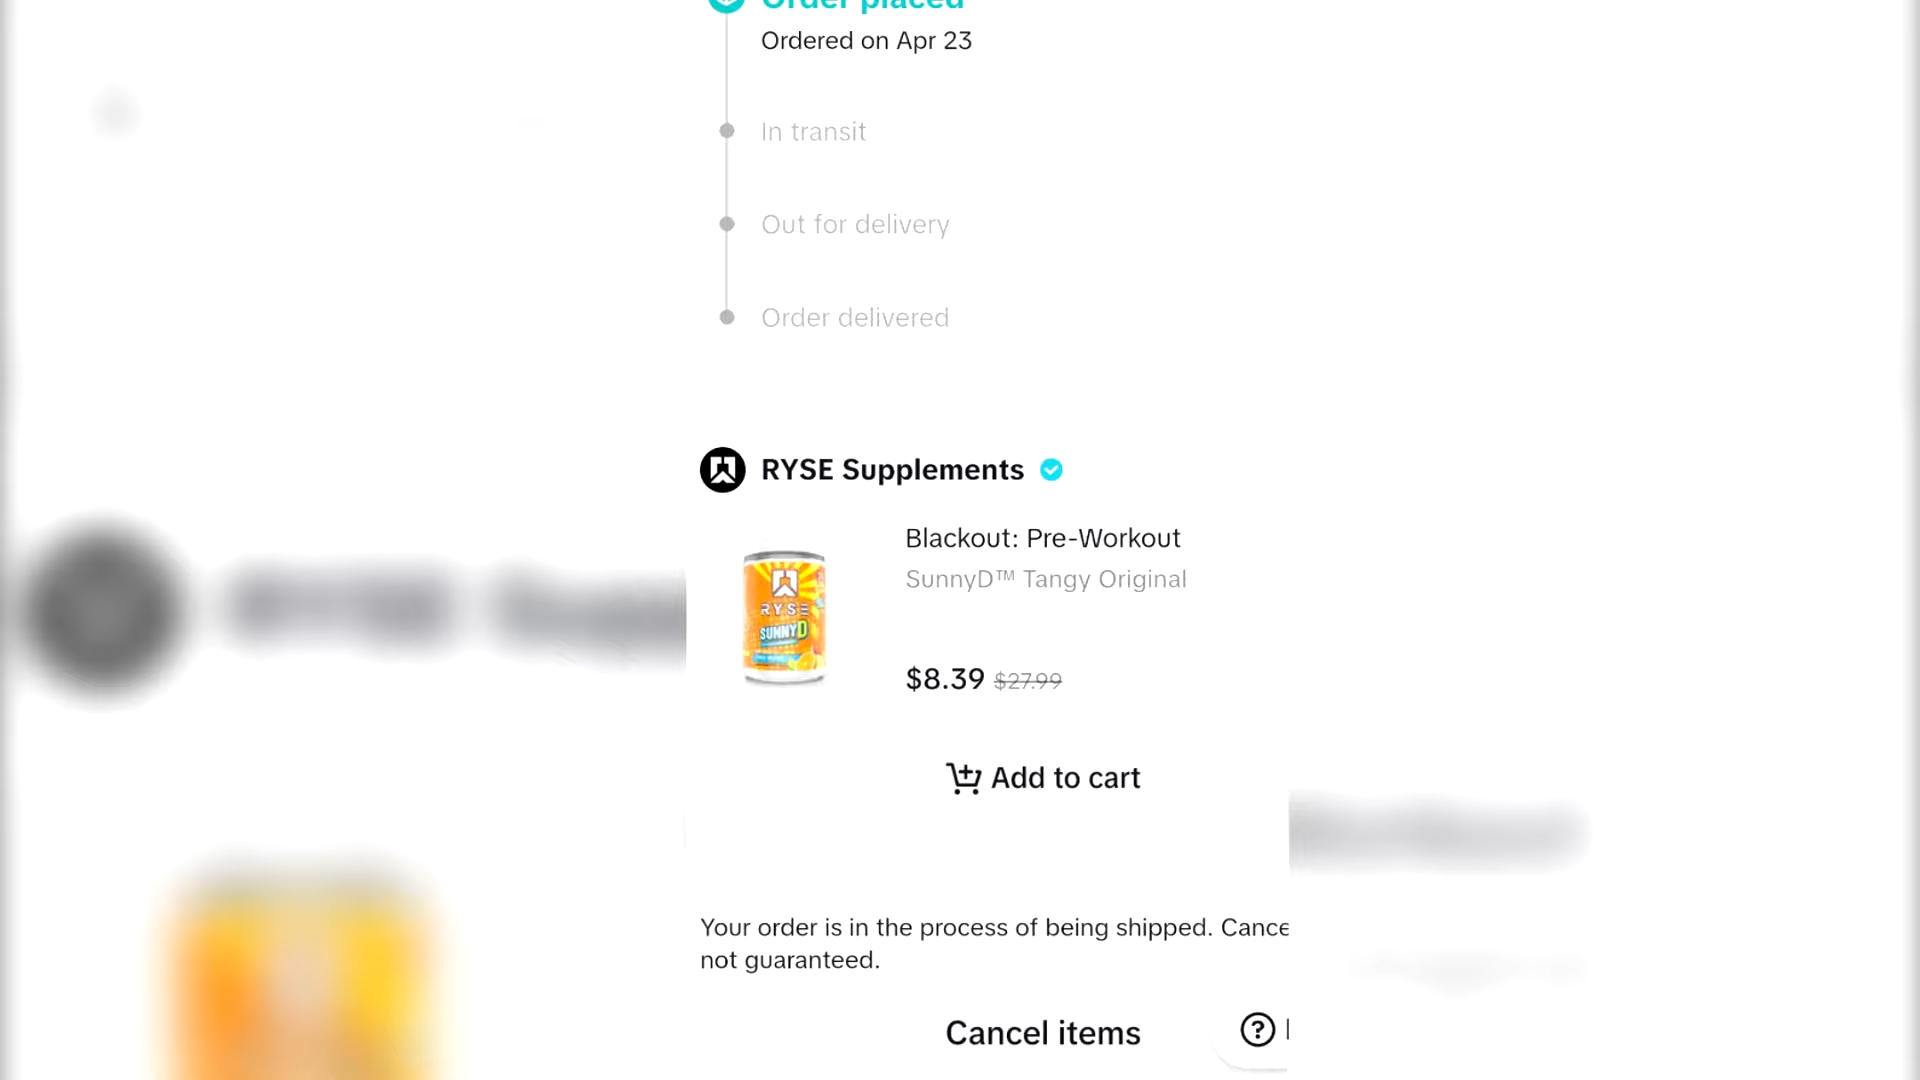 Order placed
Ordered on Apr 23
In transit
Out for delivery
Order delivered
RYSE Supplements
Blackout: Pre-Workout
SunnyD™ Tangy Original
RYSE
SUNNYD
$8.39 $27.99
Add to cart
Your order is in the process of being shipped. Cance
not guaranteed.
Cancel items